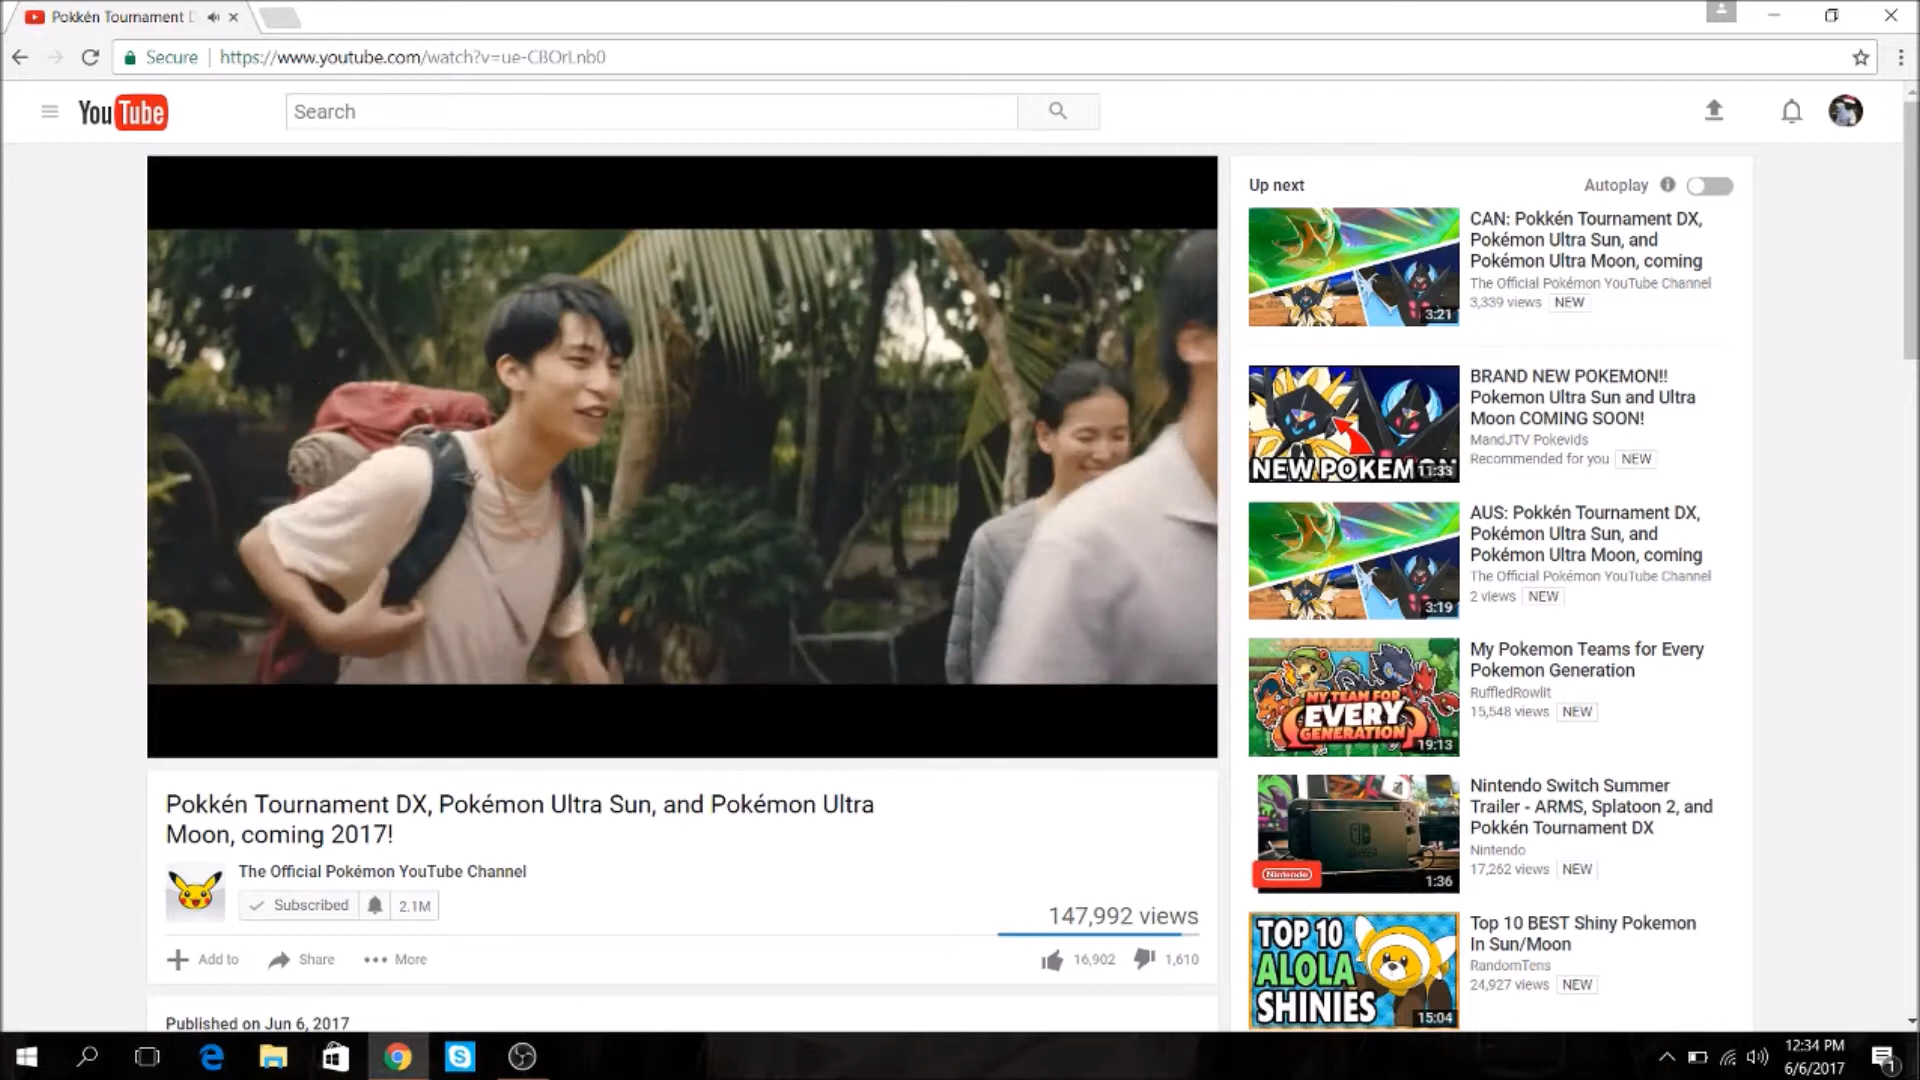 Pokkén Tournament D
Secure
https://www.youtube.com/watch?v=ue-CBOrLnb0
YouTube
Search
Up next
Autoplay
CAN: Pokkén Tournament DX,
Pokémon Ultra Sun, and
Pokémon Ultra Moon, coming
The Official Pokémon YouTube Channel
3,339 views NEW
3:21
BRAND NEW POKEMON!!
Pokemon Ultra Sun and Ultra
Moon COMING SOON!
MandJTV Pokevids
Recommended for you NEW
NEW POKEMON
11:33
AUS: Pokkén Tournament DX,
Pokémon Ultra Sun, and
Pokémon Ultra Moon, coming
The Official Pokémon YouTube Channel
2 views NEW
3:19
My Pokemon Teams for Every
Pokemon Generation
RuffledRowlit
15,548 views NEW
MY TEAM FOR
EVERY
GENERATION
19:13
Nintendo Switch Summer
Trailer - ARMS, Splatoon 2, and
Pokkén Tournament DX
Nintendo
17,262 views NEW
Nintendo
1:36
Top 10 BEST Shiny Pokemon
In Sun/Moon
RandomTens
24,927 views NEW
TOP 10
ALOLA
SHINIES
15:04
Pokkén Tournament DX, Pokémon Ultra Sun, and Pokémon Ultra
Moon, coming 2017!
The Official Pokémon YouTube Channel
Subscribed 2.1M
147,992 views
Add to Share More
16,902 1,610
Published on Jun 6, 2017
12:34 PM
6/6/2017
1